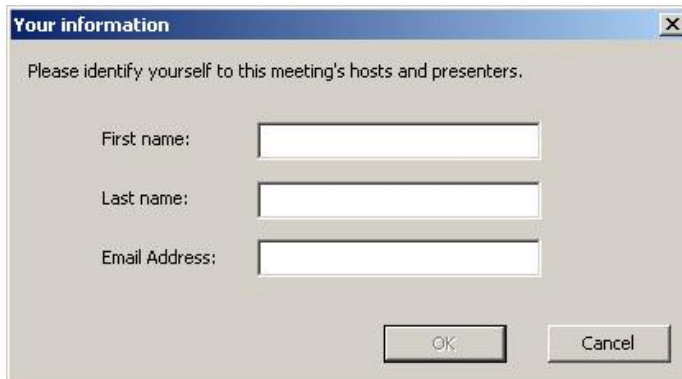 Your information
Please identify yourself to this meeting's hosts and presenters.
First name:
Last name:
Email Address:
OK Cancel